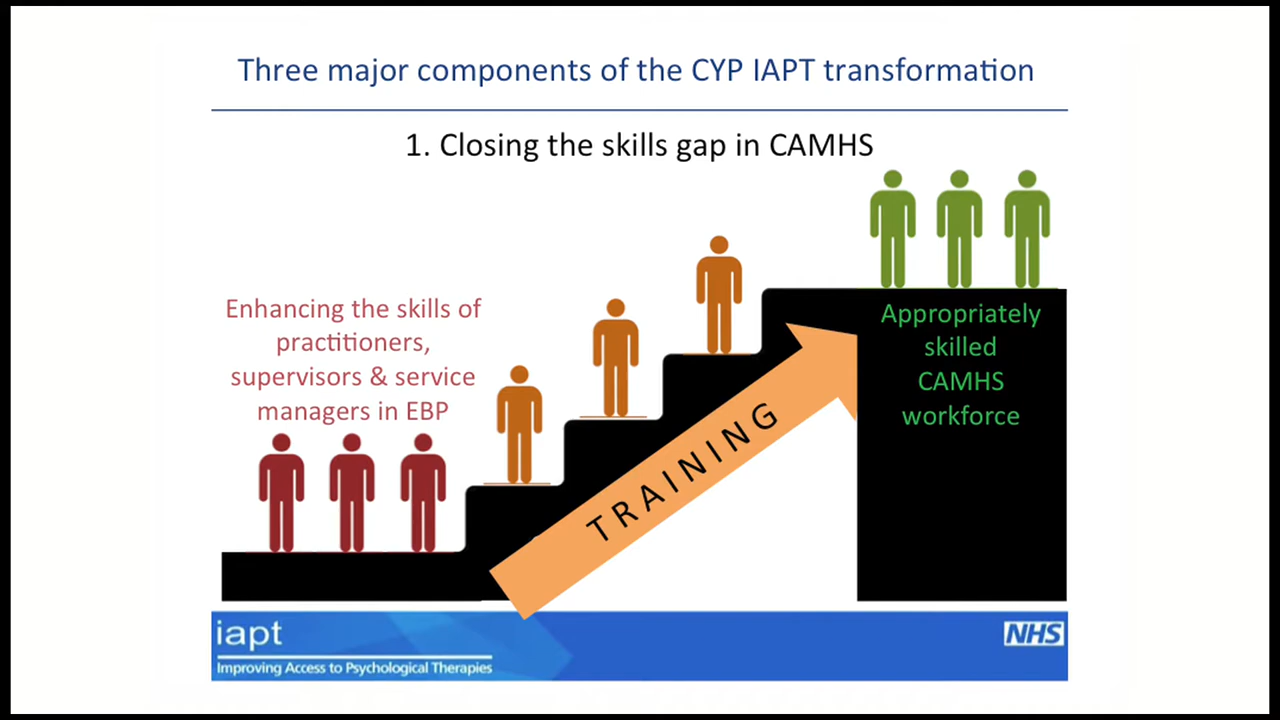 Three major components of the CYP IAPT transformation
1. Closing the skills gap in CAMHS
Enhancing the skills of
practitioners,
supervisors & service
managers in EBP
TRAINING
Appropriately
skilled
CAMHS
workforce
iapt
Improving Access to Psychological Therapies
NHS